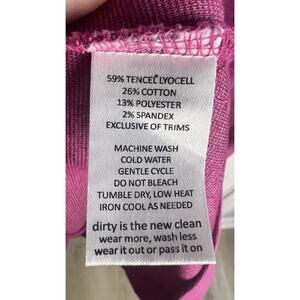 59% TENCEL LYOCELL
26% COTTON
13% POLYESTER
2% SPANDEX
EXCLUSIVE OF TRIMS
MACHINE WASH
COLD WATER
GENTLE CYCLE
DO NOT BLEACH
TUMBLE DRY, LOW HEAT
IRON COOL AS NEEDED
dirty is the new clean
wear more, wash less
wear it out or pass it on